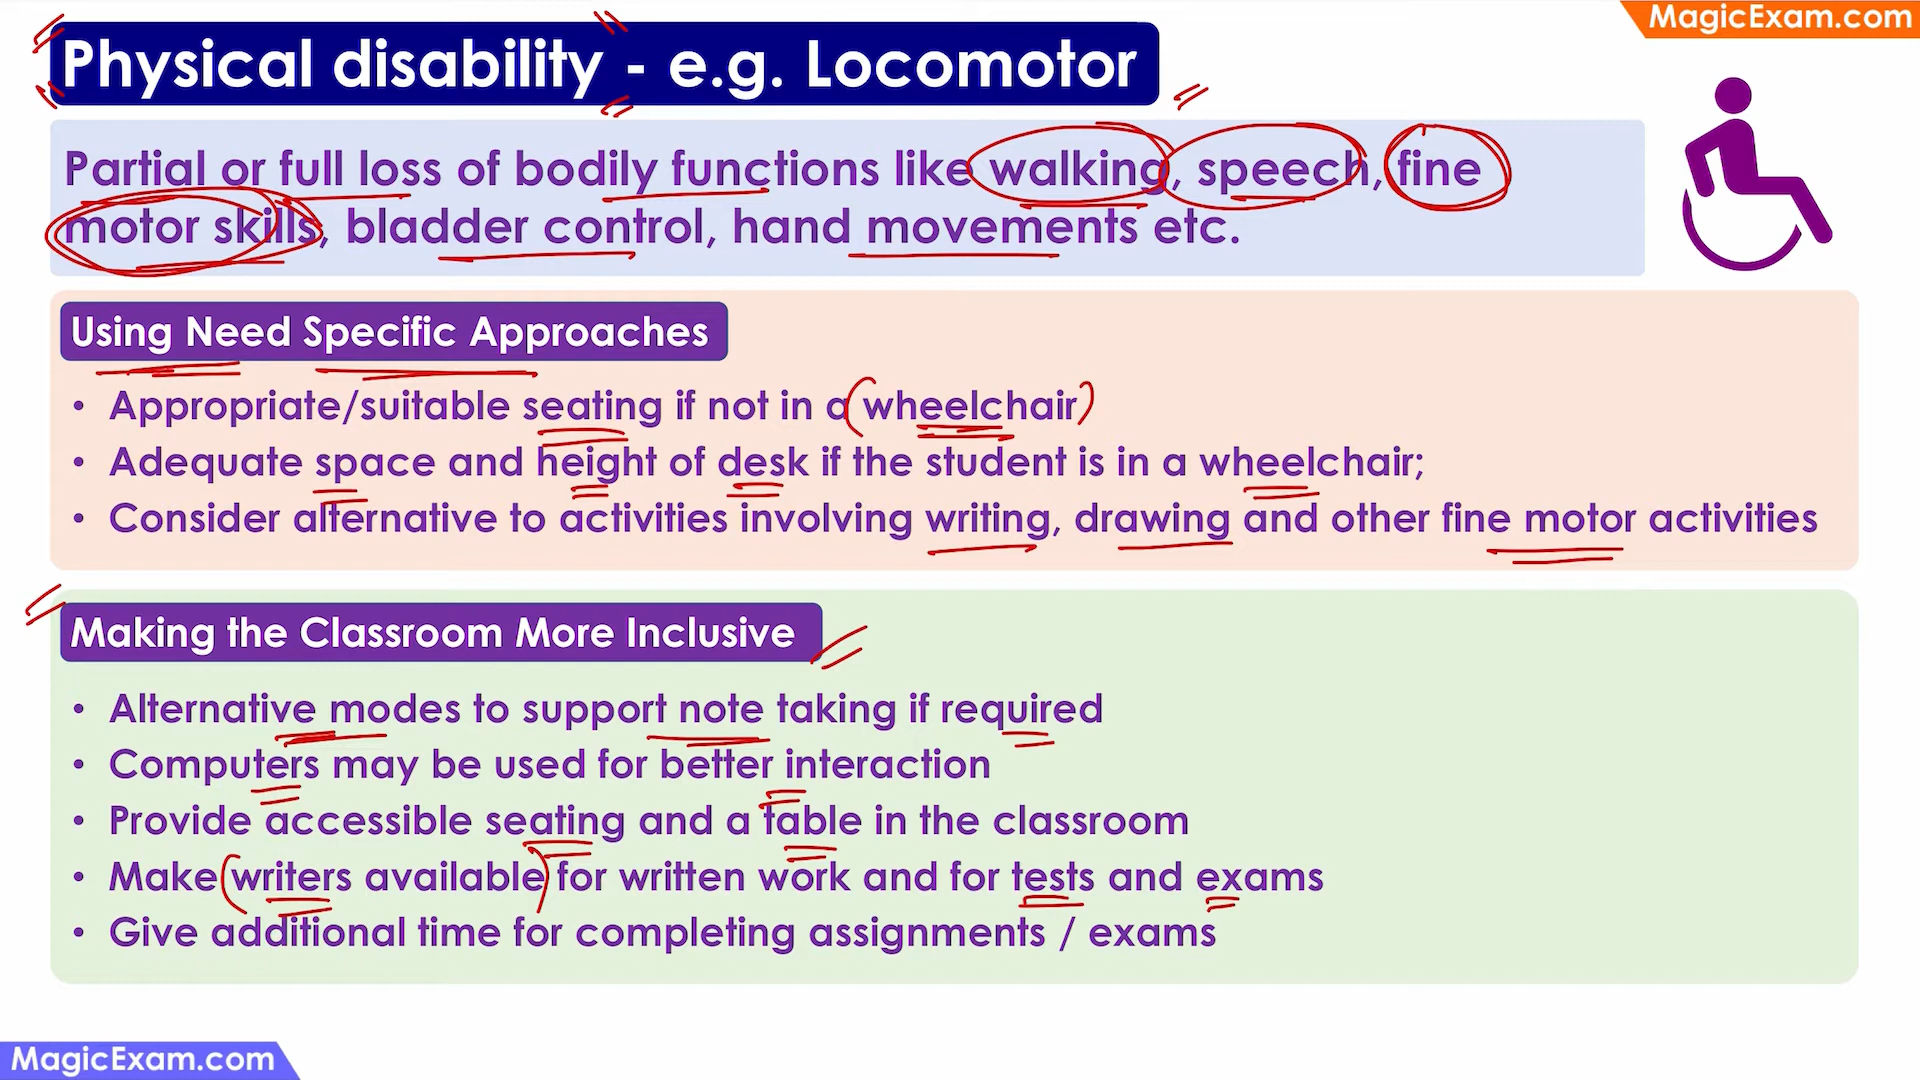 MagicExam.com
Physical disability - e.g. Locomotor
Partial or full loss of bodily functions like walking, speech, fine
motor skills, bladder control, hand movements etc.
Using Need Specific Approaches
• Appropriate/suitable seating if not in a wheelchair
• Adequate space and height of desk if the student is in a wheelchair;
• Consider alternative to activities involving writing, drawing and other fine motor activities
Making the Classroom More Inclusive
• Alternative modes to support note taking if required
• Computers may be used for better interaction
• Provide accessible seating and a table in the classroom
• Make writers available for written work and for tests and exams
• Give additional time for completing assignments / exams
MagicExam.com